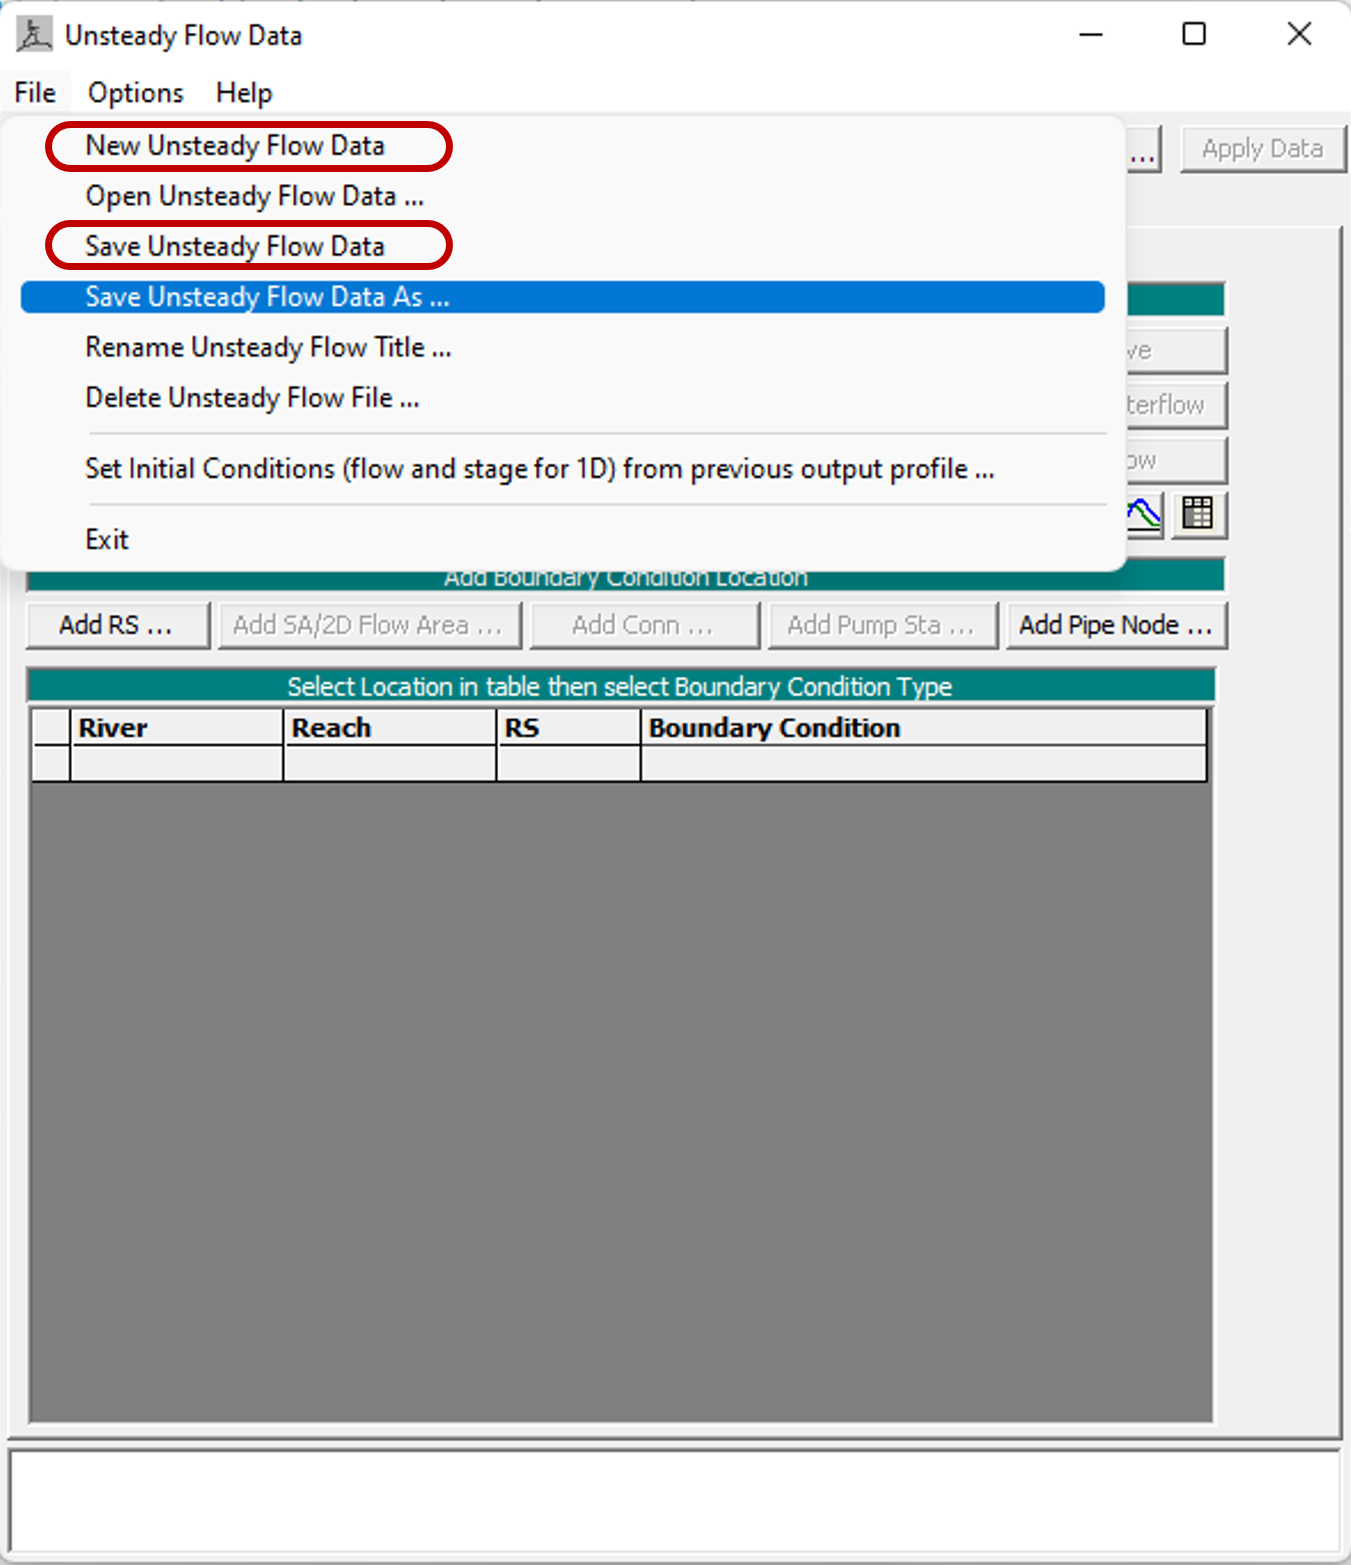 Unsteady Flow Data
File Options Help
New Unsteady Flow Data
... Apply Data
Open Unsteady Flow Data ...
Save Unsteady Flow Data
Save Unsteady Flow Data As ...
Rename Unsteady Flow Title ...
Delete Unsteady Flow File ...
Set Initial Conditions (flow and stage for 1D) from previous output profile ...
Exit
Add Boundary Condition Location
Add RS ... Add SA/2D Flow Area ... Add Conn ... Add Pump Sta ... Add Pipe Node ...
Select Location in table then select Boundary Condition Type
River Reach RS Boundary Condition